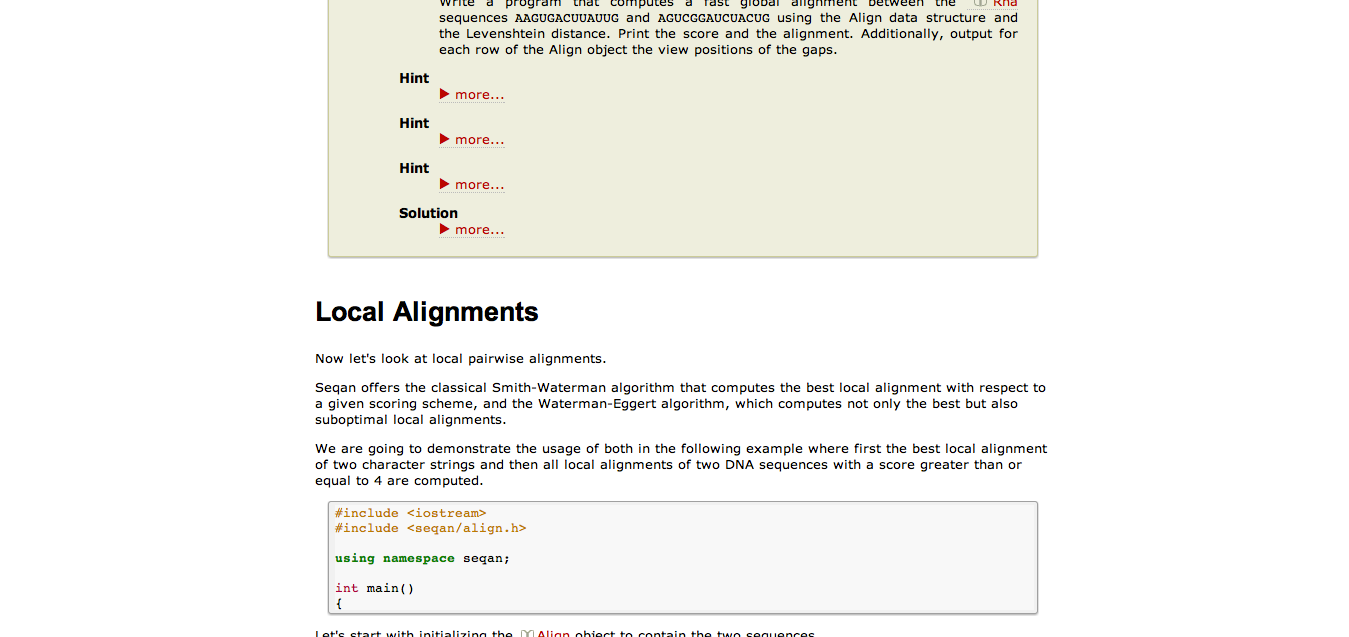 Write a program that computes a fast global alignment between the Rna
sequences AAGUGACUUAUUG and AGUCGGAUCUACUG using the Align data structure and
the Levenshtein distance. Print the score and the alignment. Additionally, output for
each row of the Align object the view positions of the gaps.
Hint
▶ more...
Hint
▶ more...
Hint
▶ more...
Solution
▶ more...
Local Alignments
Now let's look at local pairwise alignments.
Seqan offers the classical Smith-Waterman algorithm that computes the best local alignment with respect to
a given scoring scheme, and the Waterman-Eggert algorithm, which computes not only the best but also
suboptimal local alignments.
We are going to demonstrate the usage of both in the following example where first the best local alignment
of two character strings and then all local alignments of two DNA sequences with a score greater than or
equal to 4 are computed.
#include <iostream>
#include <seqan/align.h>
using namespace seqan;
int main()
{
Let's start with initializing the Align object to contain the two sequences.